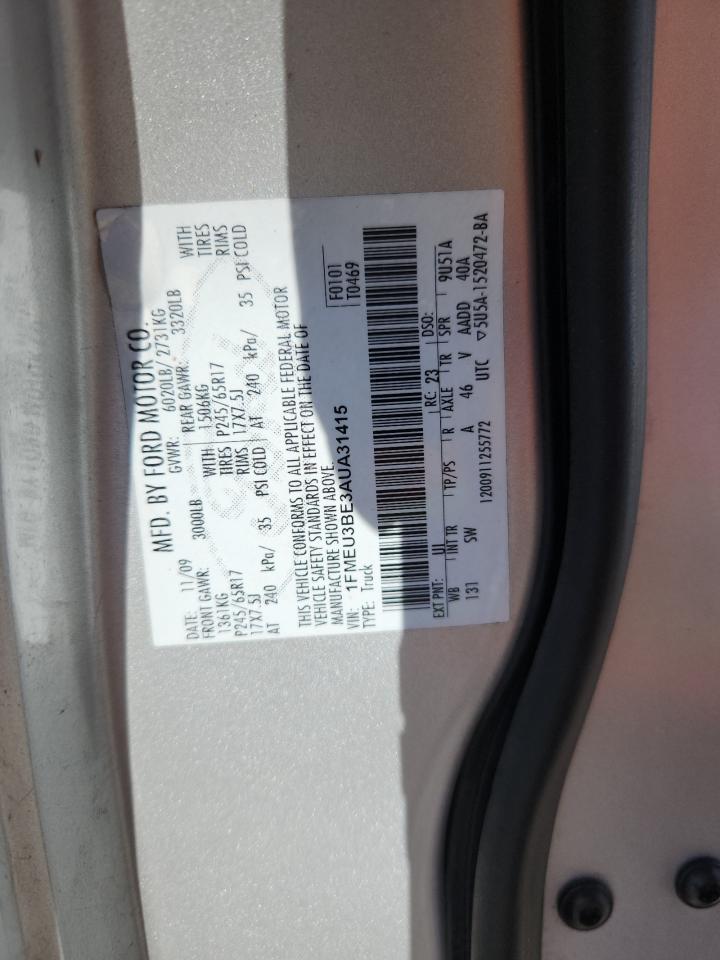 MFD. BY FORD MOTOR CO.
DATE: 11/09 GVWR: 6020LB/ 2731KG
FRONT GAWR: 3000LB REAR GAWR: 3320LB
1361KG WITH 1506KG WITH
P245/65R17 TIRES P245/65R17 TIRES
17X7.5J RIMS 17X7.5J RIMS
AT 240 kPa/ 35 PSI COLD AT 240 kPa/ 35 PSI COLD
THIS VEHICLE CONFORMS TO ALL APPLICABLE FEDERAL MOTOR
VEHICLE SAFETY STANDARDS IN EFFECT ON THE DATE OF
MANUFACTURE SHOWN ABOVE.
VIN: 1FMEU3BE3AUA31415 F0101
TYPE: Truck T0469
EXT PNT: UI RC: 23 DSO:
WB INT TR TP/PS R AXLE TR SPR 9U51A
131 SW A 46 V AADD 40A
1200911255772 UTC ▽5U5A-1520472-BA